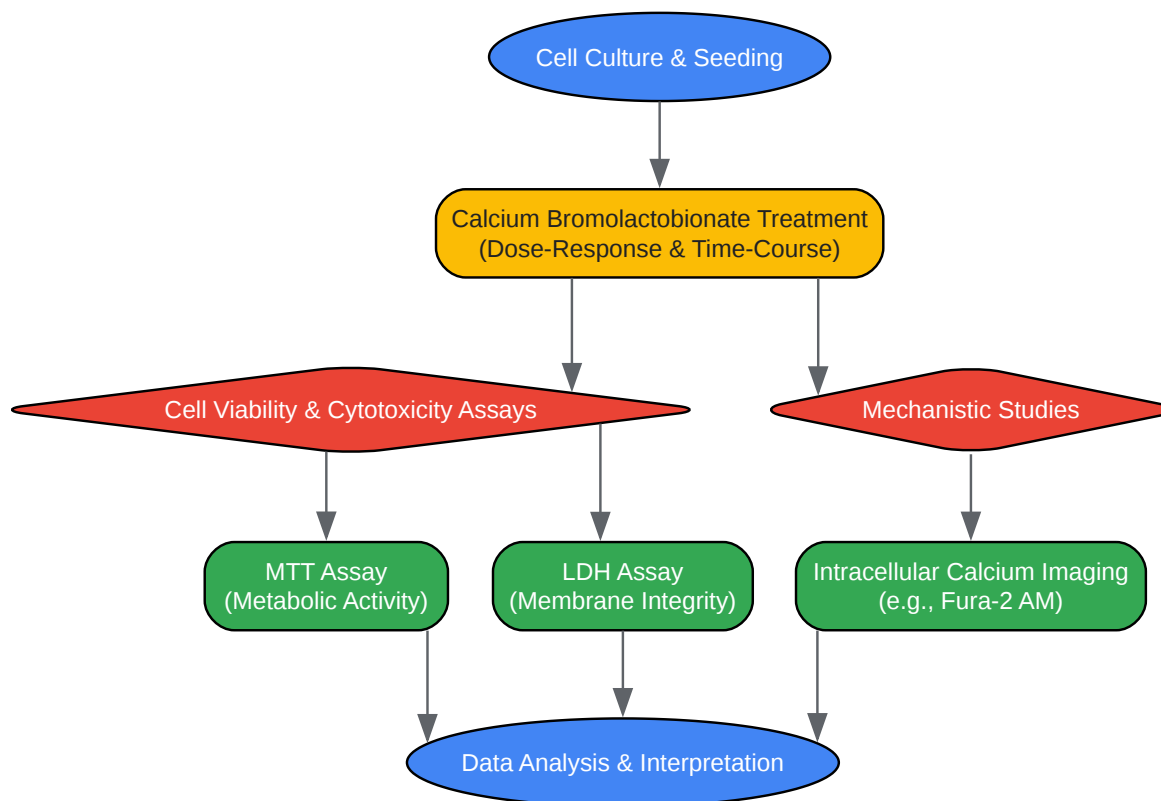 Cell Culture & Seeding
Calcium Bromolactobionate Treatment
(Dose-Response & Time-Course)
Cell Viability & Cytotoxicity Assays
Mechanistic Studies
MTT Assay
(Metabolic Activity)
LDH Assay
(Membrane Integrity)
Intracellular Calcium Imaging
(e.g., Fura-2 AM)
Data Analysis & Interpretation